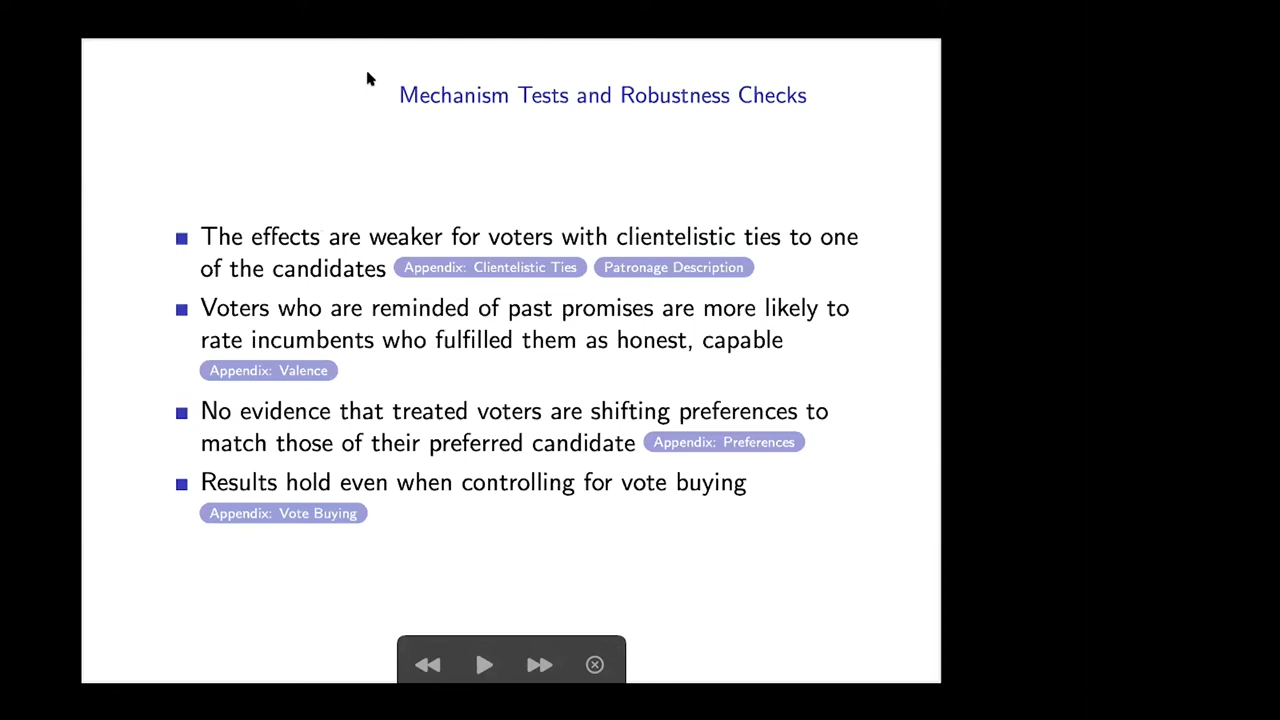 Mechanism Tests and Robustness Checks
The effects are weaker for voters with clientelistic ties to one
of the candidates Appendix: Clientelistic Ties Patronage Description
Voters who are reminded of past promises are more likely to
rate incumbents who fulfilled them as honest, capable
Appendix: Valence
No evidence that treated voters are shifting preferences to
match those of their preferred candidate Appendix: Preferences
Results hold even when controlling for vote buying
Appendix: Vote Buying